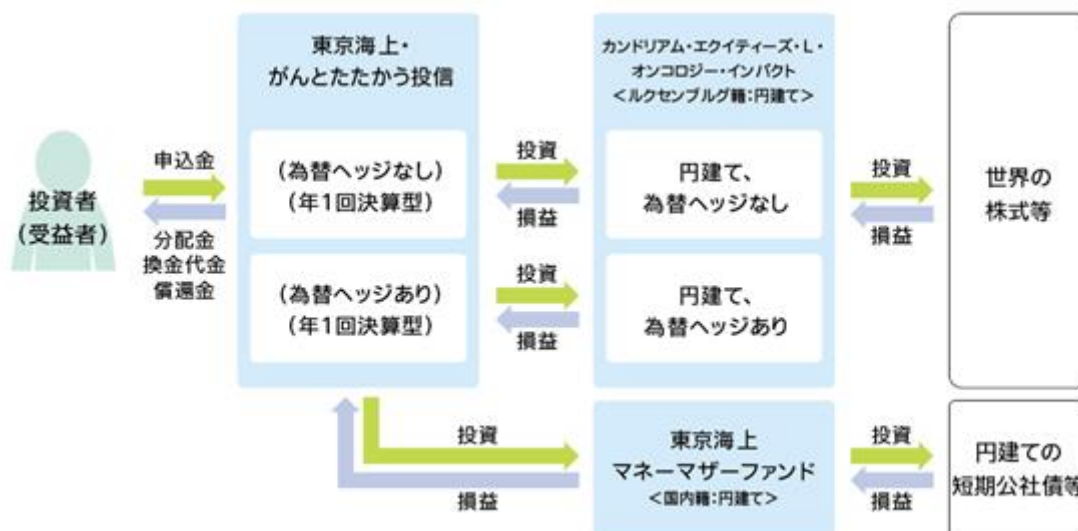 投資者
(受益者)
申込金
分配金
換金代金
償還金
東京海上・
がんとたたかう投信
(為替ヘッジなし)
(年1回決算型)
(為替ヘッジあり)
(年1回決算型)
投資
損益
投資
損益
カンドリアム・エクイティーズ・L・
オンコロジー・インパクト
<ルクセンブルグ籍:円建て>
円建て、
為替ヘッジなし
円建て、
為替ヘッジあり
投資
損益
世界の
株式等
投資
損益
東京海上
マネーマザーファンド
<国内籍:円建て>
投資
損益
円建ての
短期公社債等